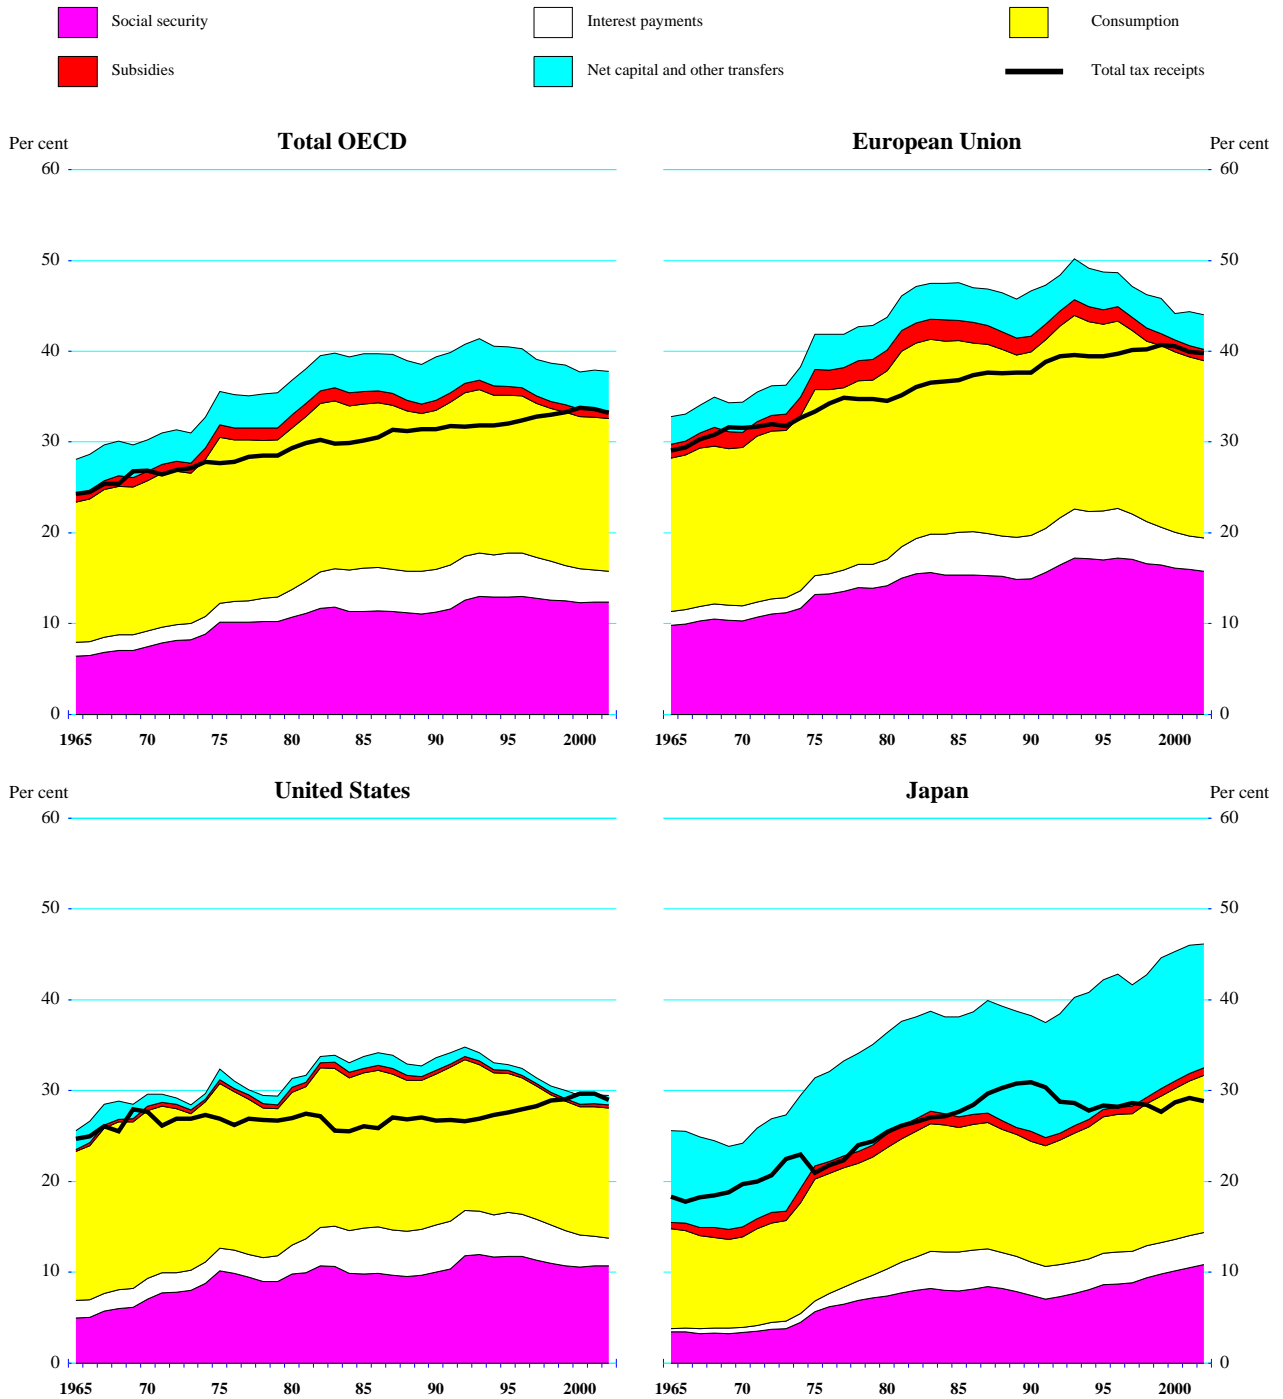 Social security
Interest payments
Consumption
Subsidies
Net capital and other transfers
Total tax receipts
Per cent
Total OECD
European Union
Per cent
60
60
50
50
40
40
30
30
20
20
10
10
0
0
1965 70 75 80 85 90 95 2000
1965 70 75 80 85 90 95 2000
Per cent
United States
Japan
Per cent
60
60
50
50
40
40
30
30
20
20
10
10
0
0
1965 70 75 80 85 90 95 2000
1965 70 75 80 85 90 95 2000